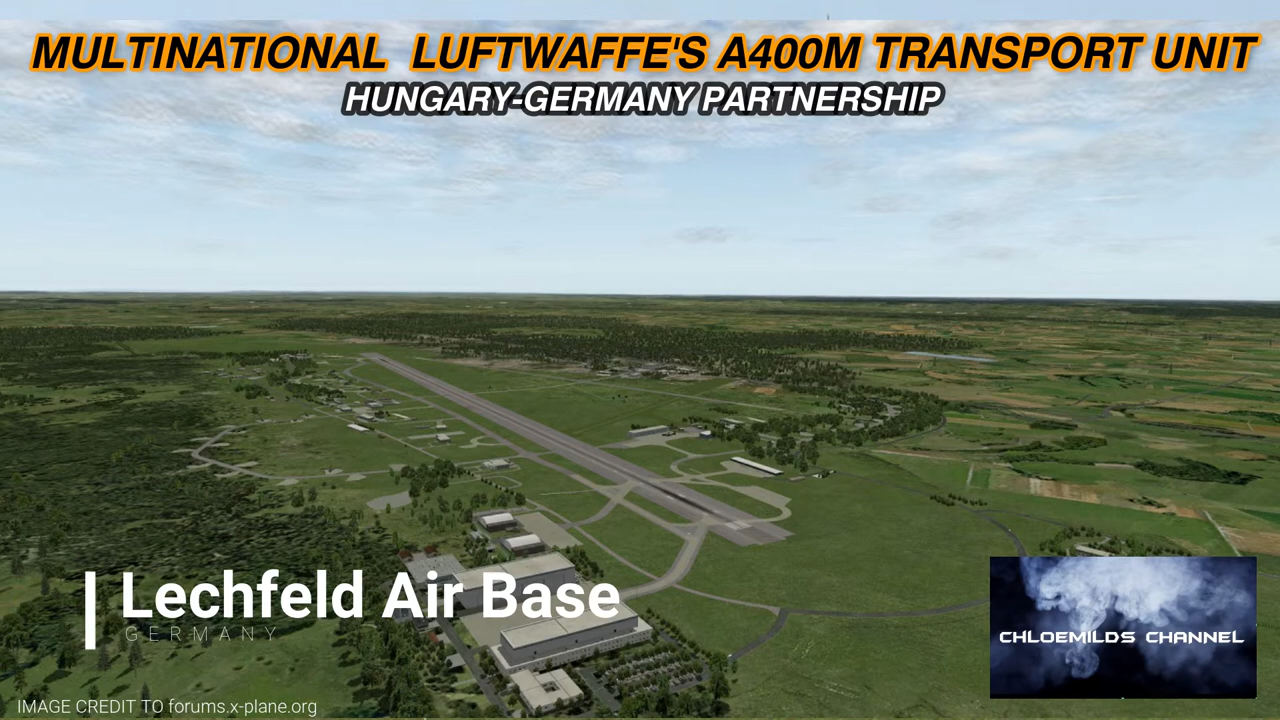 MULTINATIONAL LUFTWAFFE'S A400M TRANSPORT UNIT
HUNGARY-GERMANY PARTNERSHIP
Lechfeld Air Base
GERMANY
CHLOEMILDS CHANNEL
IMAGE CREDIT TO forums.x-plane.org